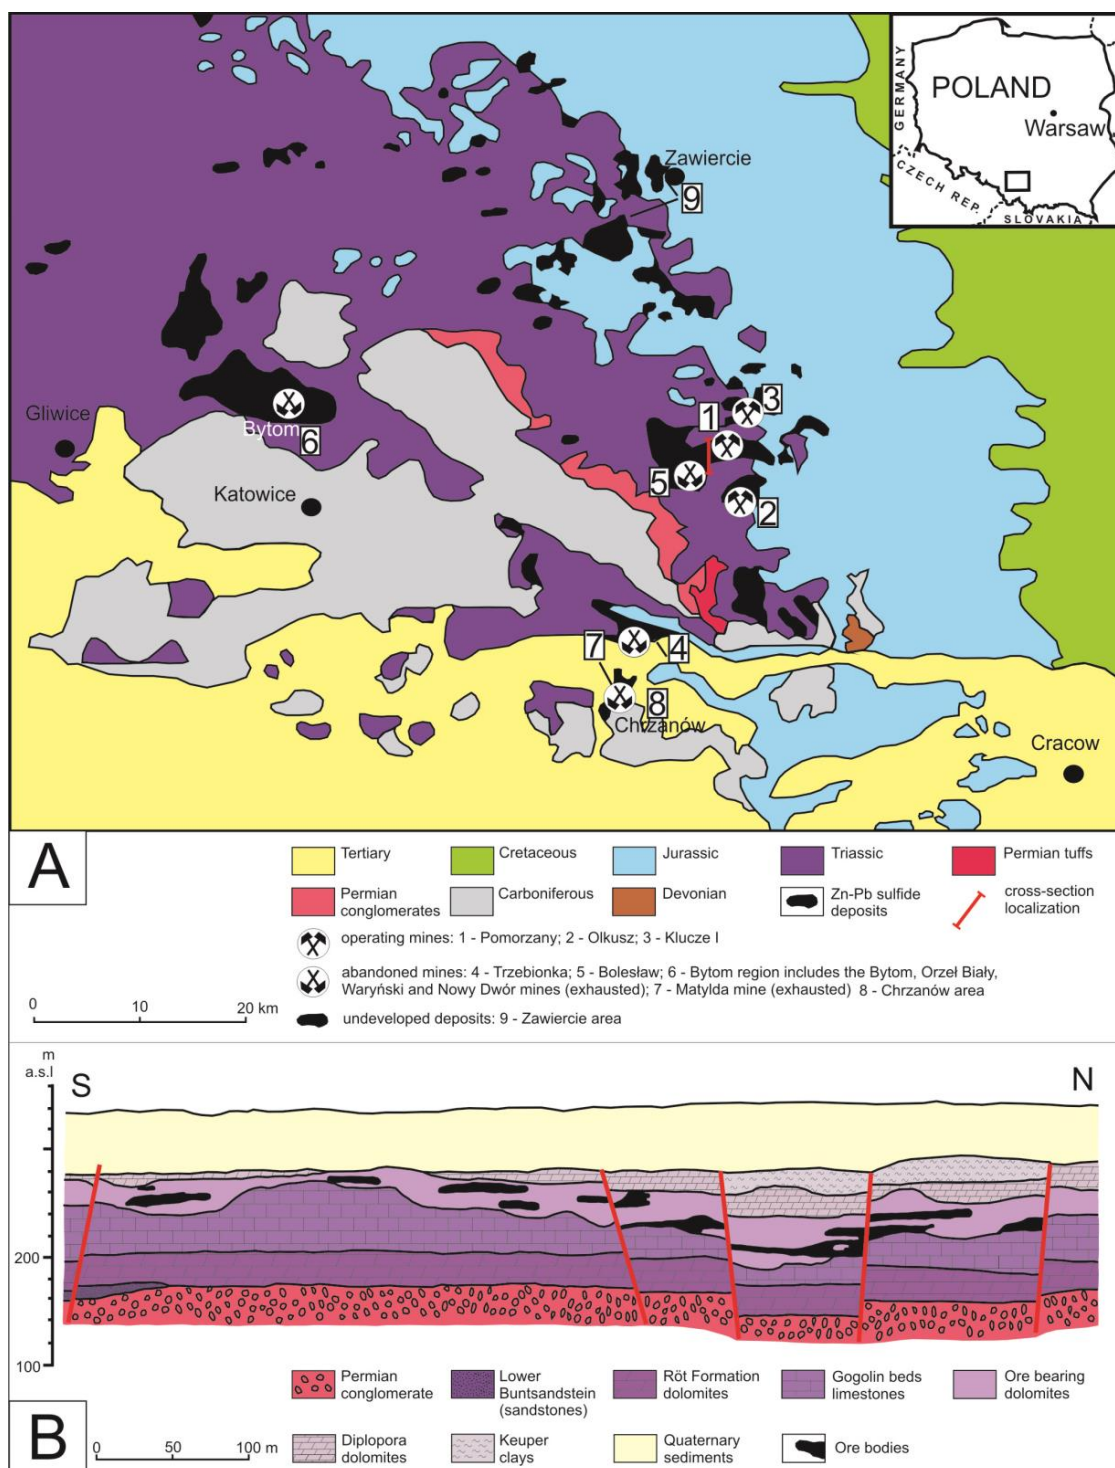 GERMANY
POLAND
Warsaw
CZECH REP.
SLOVAKIA
Zawiercie
9
3
1
Gliwice
Bytom
6
5
2
Katowice
7
4
8
Chrzanów
Cracow
A
Tertiary
Cretaceous
Jurassic
Triassic
Permian tuffs
Permian
conglomerates
Carboniferous
Devonian
Zn-Pb sulfide
deposits
cross-section
localization
operating mines: 1 - Pomorzany; 2 - Olkusz; 3 - Klucze I
abandoned mines: 4 - Trzebionka; 5 - Bolesław; 6 - Bytom region includes the Bytom, Orzeł Biały,
Waryński and Nowy Dwór mines (exhausted); 7 - Matylda mine (exhausted) 8 - Chrzanów area
undeveloped deposits: 9 - Zawiercie area
0 20 km
m
a.s.l
S
N
200
100
Permian
conglomerate
Lower
Buntsandstein
(sandstones)
Röt Formation
dolomites
Gogolin beds
limestones
Ore bearing
dolomites
B
0 50 100 m
Diplopora
dolomites
Keuper
clays
Quaternary
sediments
Ore bodies